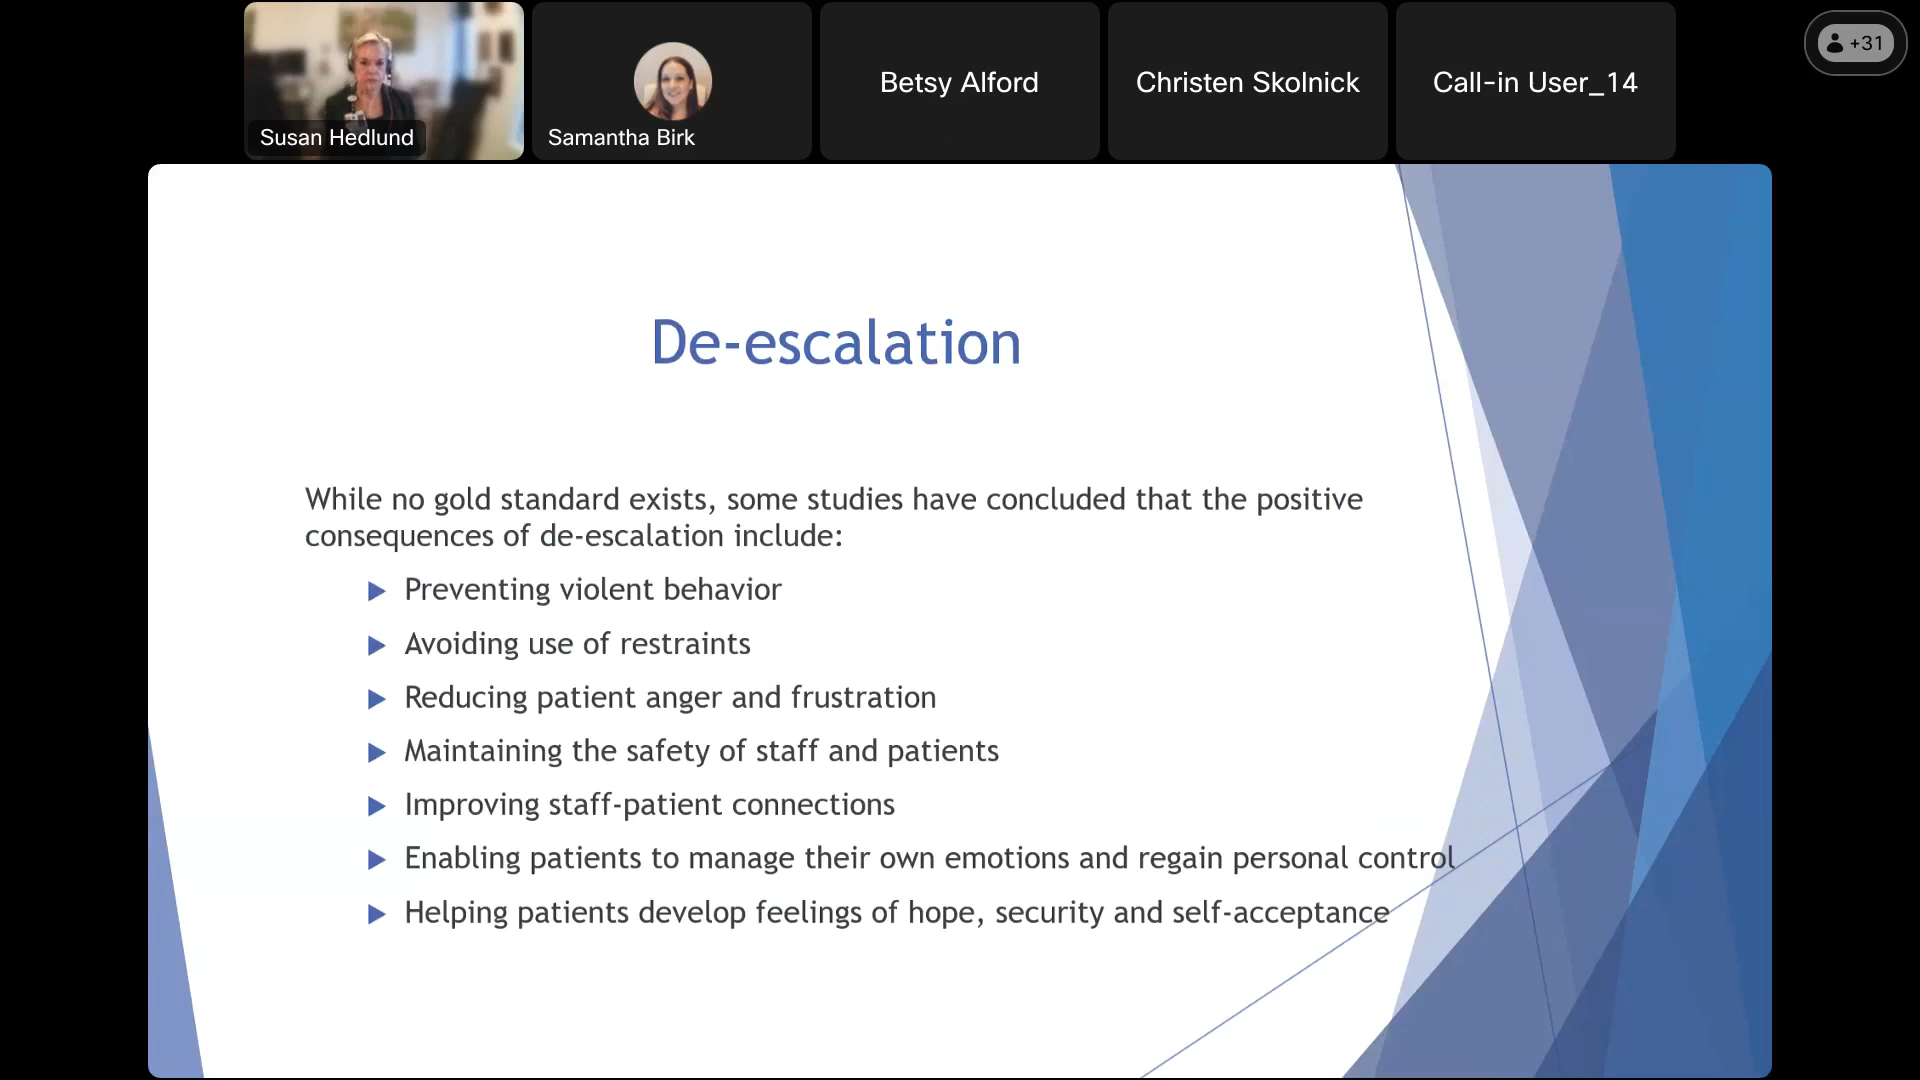 Susan Hedlund
Samantha Birk
Betsy Alford
Christen Skolnick
Call-in User_14
+31
De-escalation
While no gold standard exists, some studies have concluded that the positive
consequences of de-escalation include:
Preventing violent behavior
Avoiding use of restraints
Reducing patient anger and frustration
Maintaining the safety of staff and patients
Improving staff-patient connections
Enabling patients to manage their own emotions and regain personal control
Helping patients develop feelings of hope, security and self-acceptance